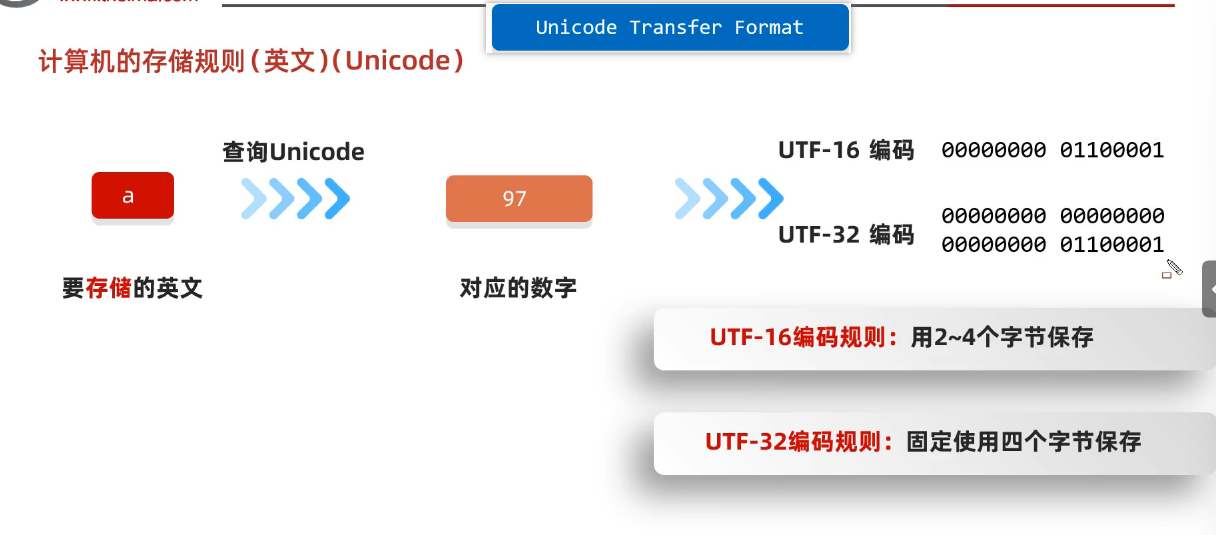 Unicode Transfer Format
计算机的存储规则(英文)(Unicode)
查询Unicode
a
97
UTF-16 编码 00000000 01100001
UTF-32 编码 00000000 00000000
00000000 01100001
要存储的英文
对应的数字
UTF-16编码规则：用2~4个字节保存
UTF-32编码规则：固定使用四个字节保存